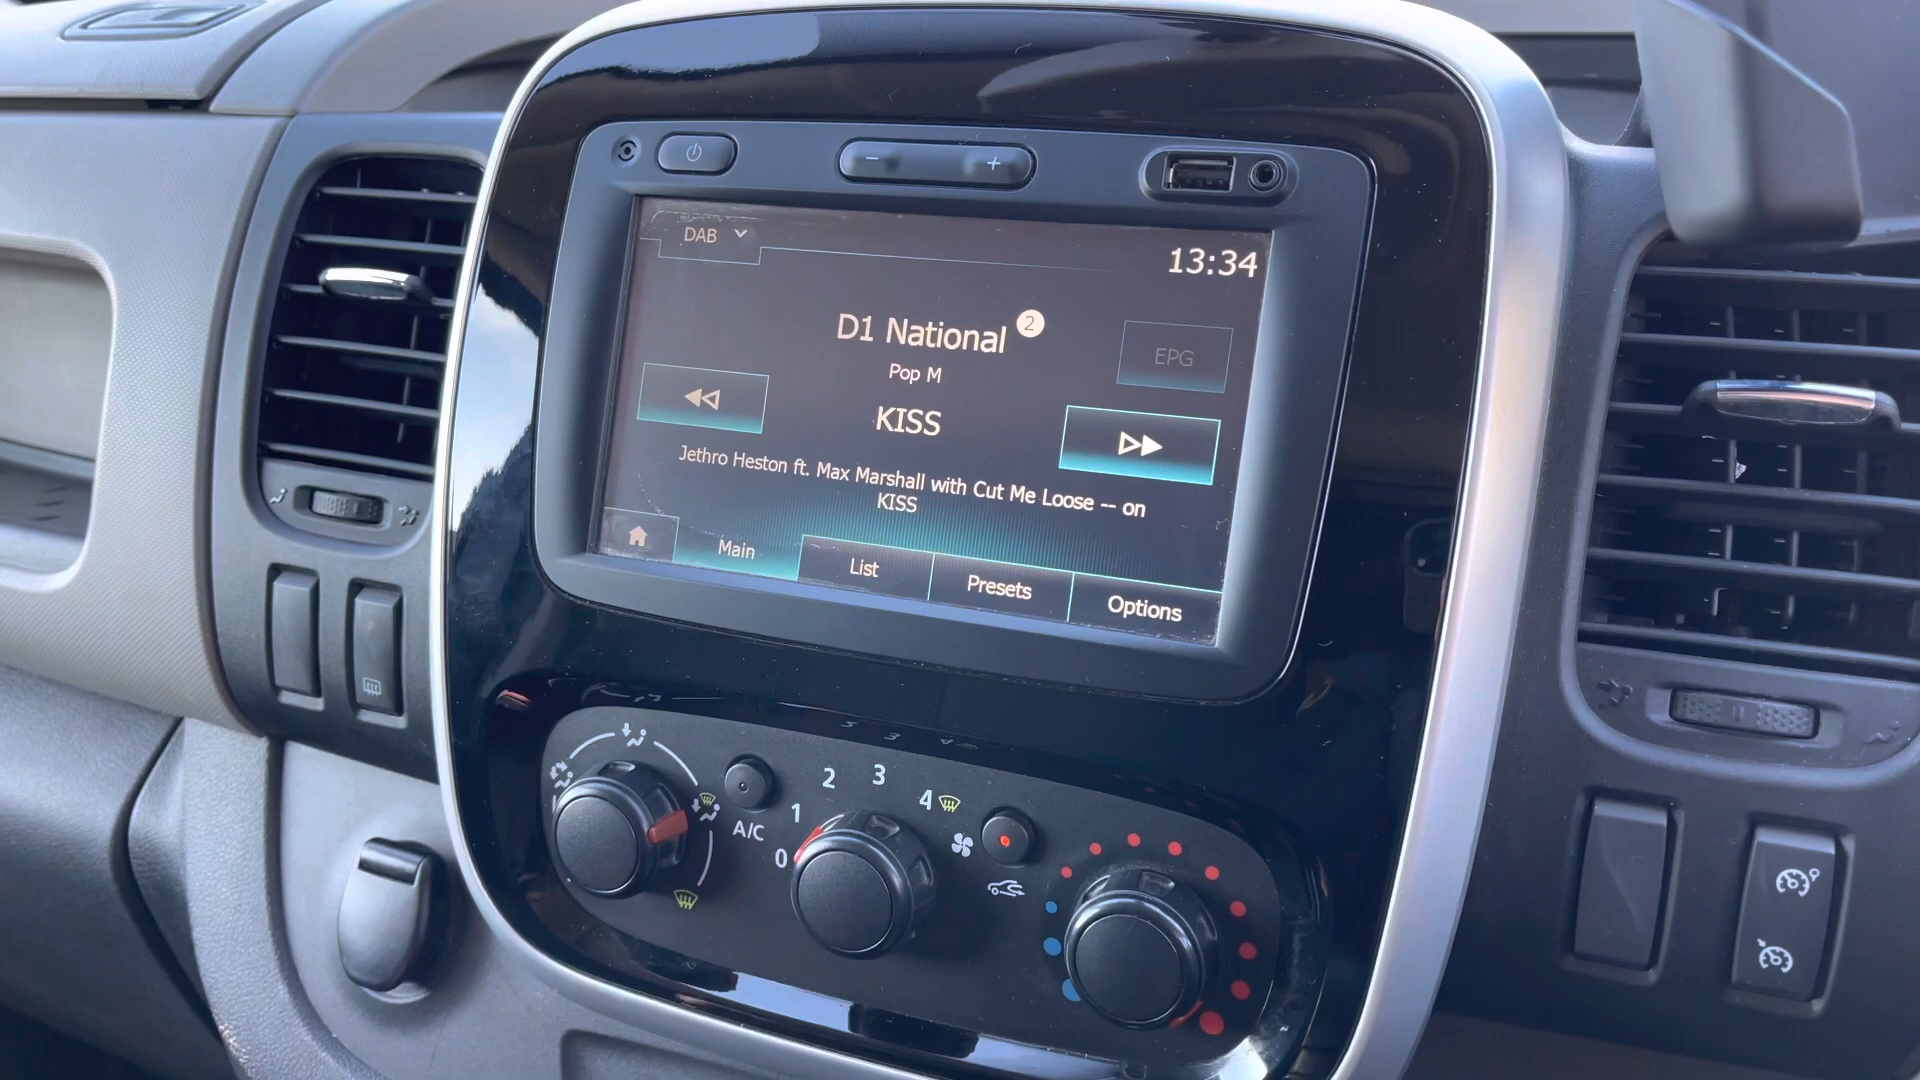 − +
DAB
13:34
D1 National 2
EPG
Pop M
KISS
Jethro Heston ft. Max Marshall with Cut Me Loose -- on
KISS
Main List Presets Options
0 1 2 3 4
A/C